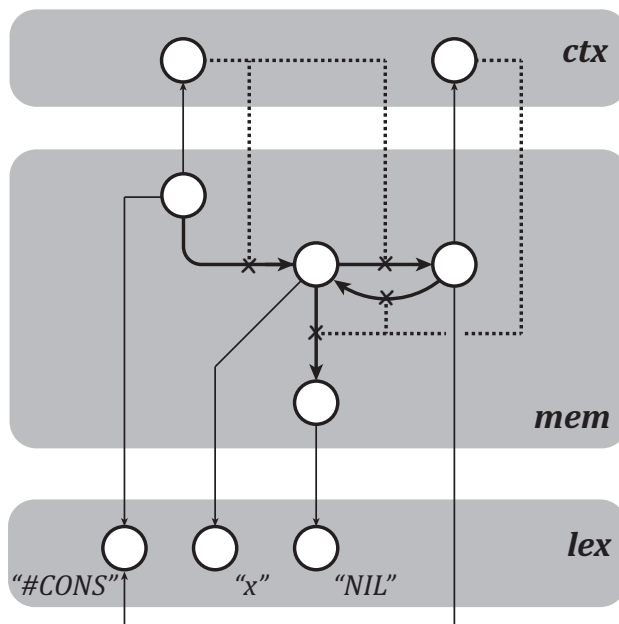 ctx
mem
lex
“#CONS”
“x”
“NIL”